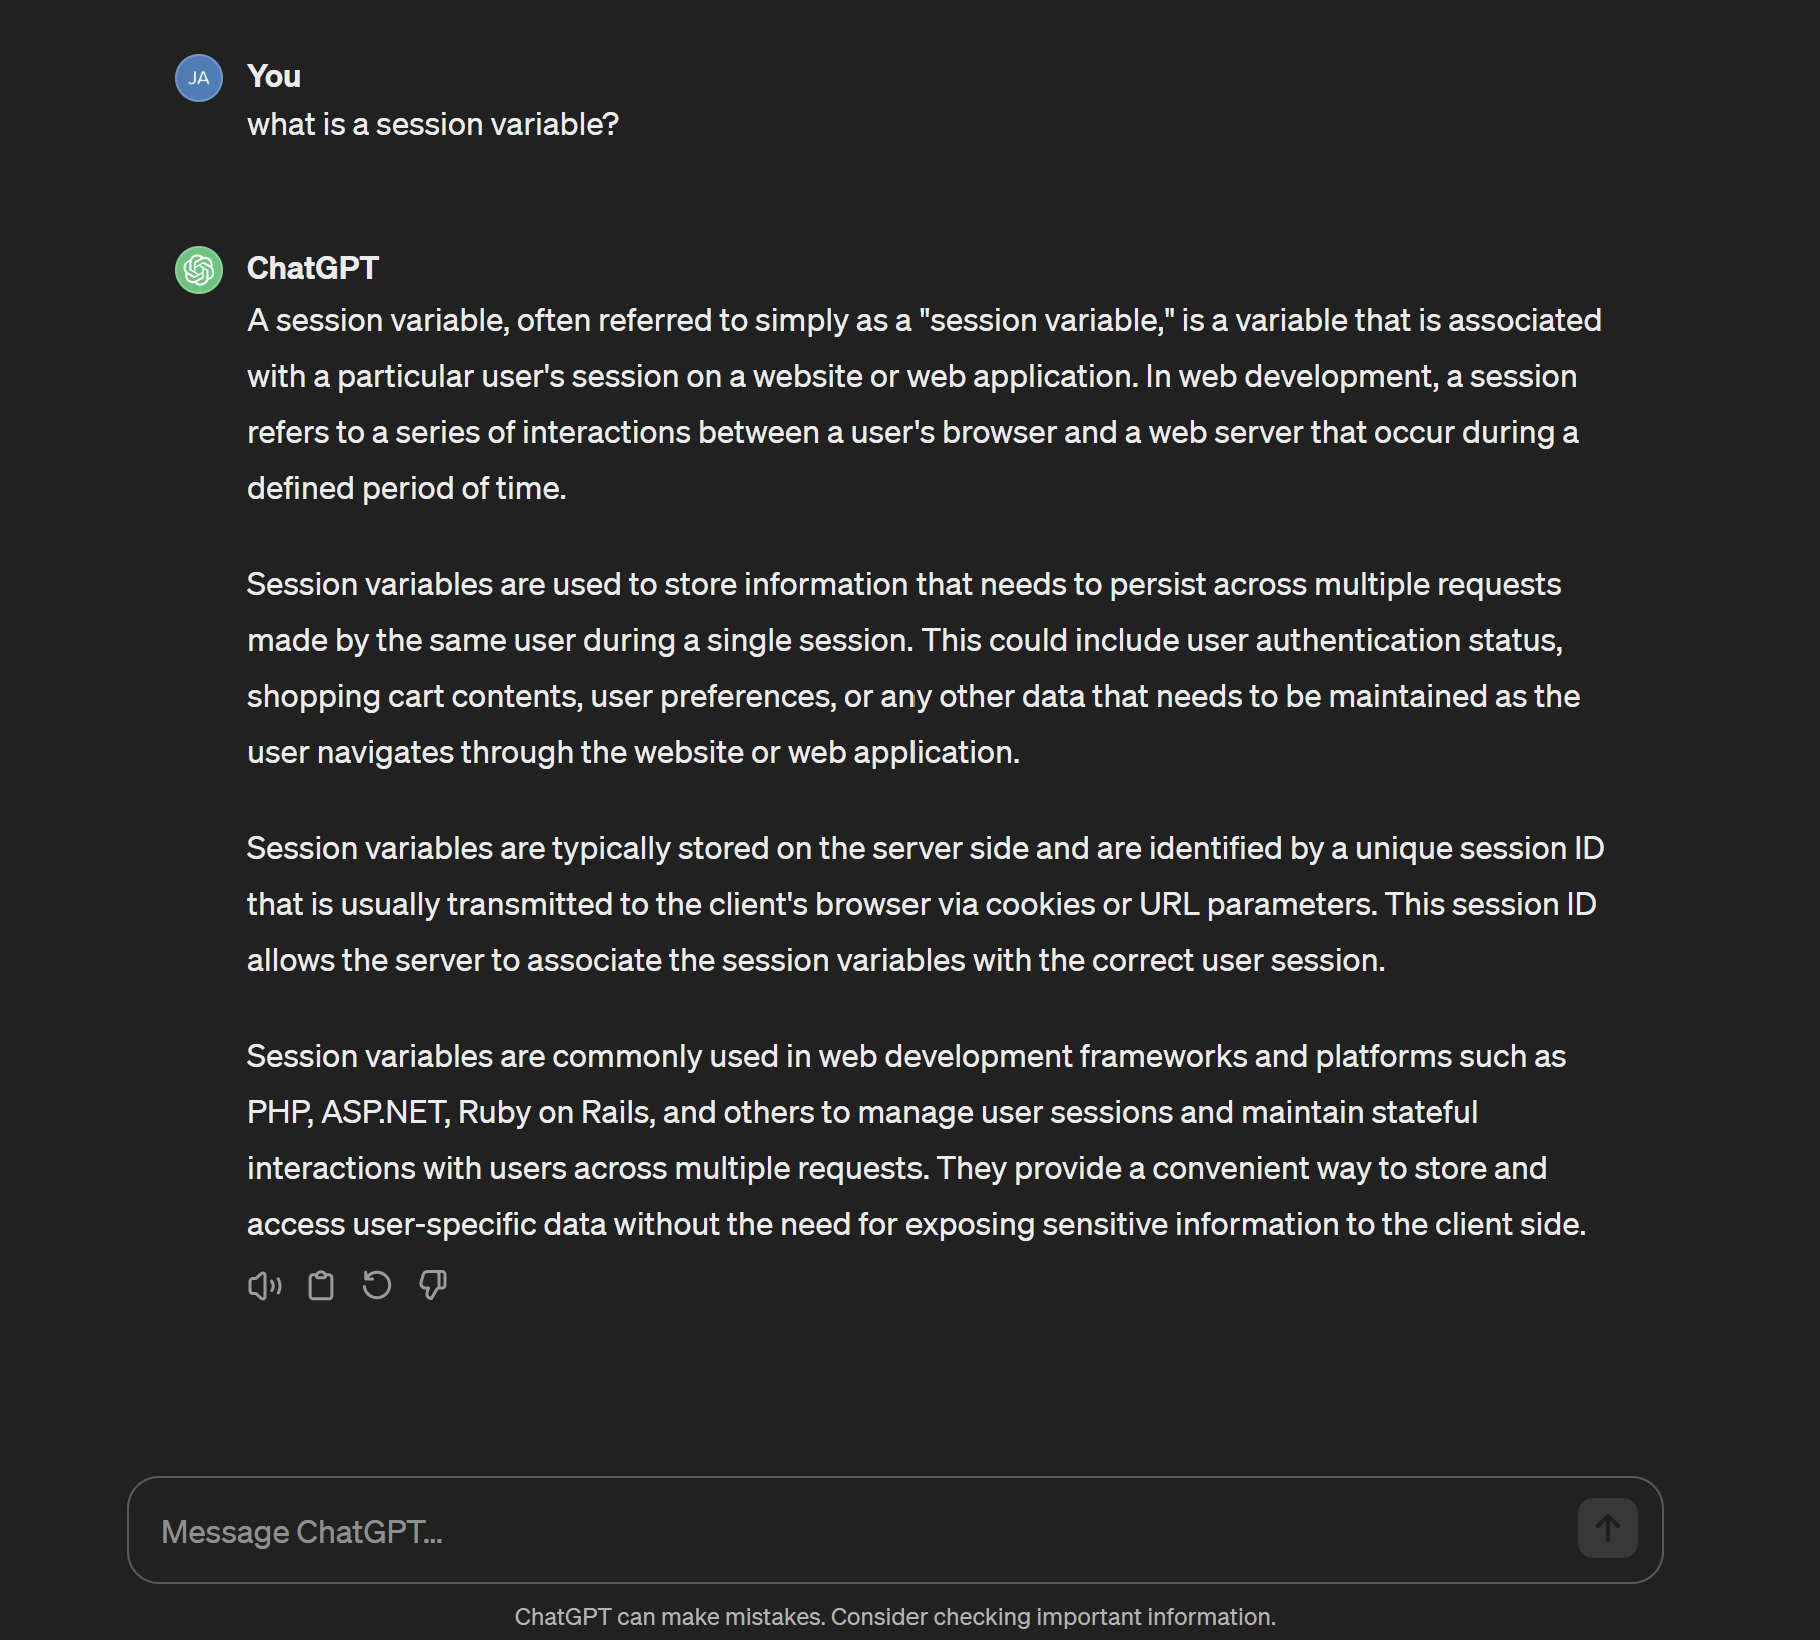 JA
You
what is a session variable?
ChatGPT
A session variable, often referred to simply as a "session variable," is a variable that is associated
with a particular user's session on a website or web application. In web development, a session
refers to a series of interactions between a user's browser and a web server that occur during a
defined period of time.
Session variables are used to store information that needs to persist across multiple requests
made by the same user during a single session. This could include user authentication status,
shopping cart contents, user preferences, or any other data that needs to be maintained as the
user navigates through the website or web application.
Session variables are typically stored on the server side and are identified by a unique session ID
that is usually transmitted to the client's browser via cookies or URL parameters. This session ID
allows the server to associate the session variables with the correct user session.
Session variables are commonly used in web development frameworks and platforms such as
PHP, ASP.NET, Ruby on Rails, and others to manage user sessions and maintain stateful
interactions with users across multiple requests. They provide a convenient way to store and
access user-specific data without the need for exposing sensitive information to the client side.
Message ChatGPT...
ChatGPT can make mistakes. Consider checking important information.